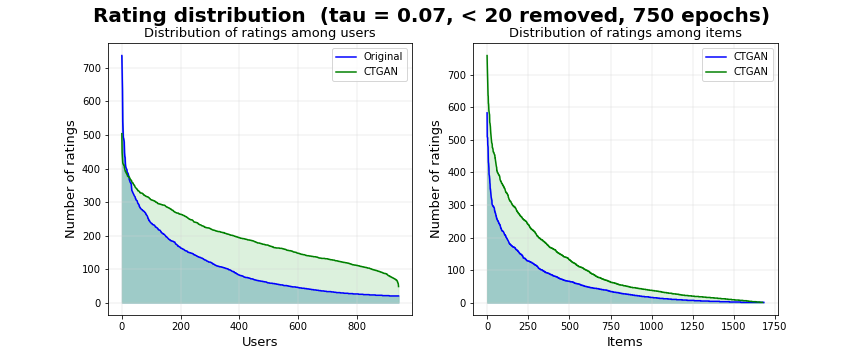 Rating distribution  (tau = 0.07, < 20 removed, 750 epochs)
Distribution of ratings among users
Number of ratings
700
600
500
400
300
200
100
0
Original
CTGAN
0 200 400 600 800
Users
Distribution of ratings among items
Number of ratings
700
600
500
400
300
200
100
0
CTGAN
CTGAN
0 250 500 750 1000 1250 1500 1750
Items